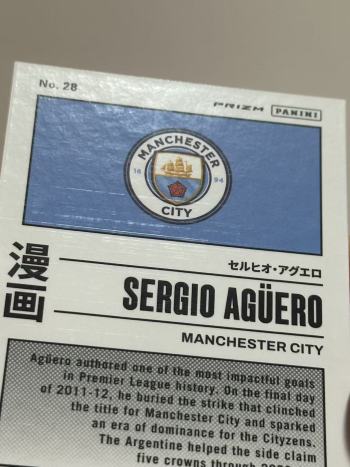 No. 28
PRIZM PANINI
MANCHESTER
18 94
CITY
漫画
セルヒオ・アグエロ
SERGIO AGÜERO
MANCHESTER CITY
Agüero authored one of the most impactful goals
in Premier League history. On the final day
of 2011-12, he buried the strike that clinched
the title for Manchester City and sparked
an era of dominance for the Cityzens.
The Argentine helped the side claim
five crowns through